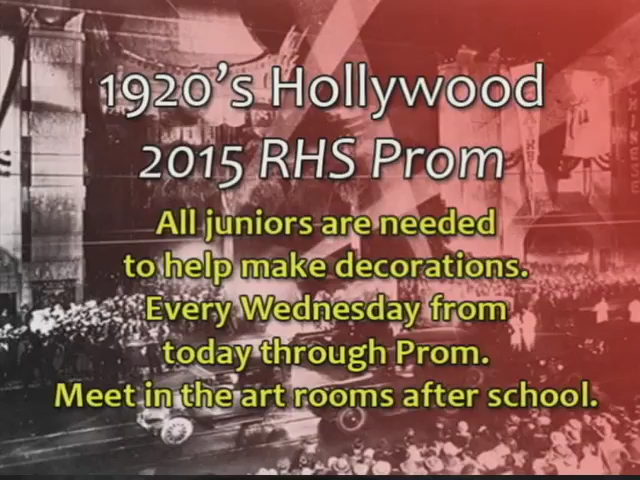 1920's Hollywood
2015 RHS Prom
All juniors are needed
to help make decorations.
Every Wednesday from
today through Prom.
Meet in the art rooms after school.